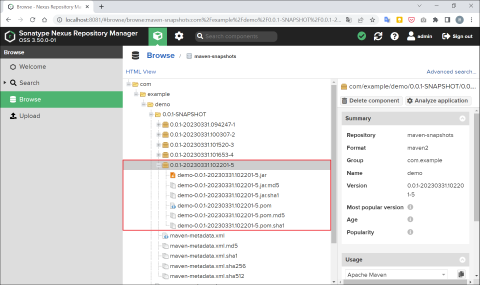 Browse - Nexus Repository M
localhost:8081/#browse/browse:maven-snapshots:com%2Fexample%2Fdemo%2F0.0.1-SNAPSHOT%2F0.0.1-2...
Sonatype Nexus Repository Manager
OSS 3.50.0-01
Search components
admin
Sign out
Browse
Welcome
Search
Browse
Upload
Browse / maven-snapshots
HTML View
Advanced search...
com
example
demo
0.0.1-SNAPSHOT
0.0.1-20230331.094247-1
0.0.1-20230331.100307-2
0.0.1-20230331.101520-3
0.0.1-20230331.101653-4
0.0.1-20230331.102201-5
demo-0.0.1-20230331.102201-5.jar
demo-0.0.1-20230331.102201-5.jar.md5
demo-0.0.1-20230331.102201-5.jar.sha1
demo-0.0.1-20230331.102201-5.pom
demo-0.0.1-20230331.102201-5.pom.md5
demo-0.0.1-20230331.102201-5.pom.sha1
maven-metadata.xml
maven-metadata.xml.md5
maven-metadata.xml.sha1
maven-metadata.xml.sha256
maven-metadata.xml.sha512
com/example/demo/0.0.1-SNAPSHOT/0.0...
Delete component
Analyze application
Summary
Repository maven-snapshots
Format maven2
Group com.example
Name demo
Version 0.0.1-20230331.10220
1-5
Most popular version
Age
Popularity
Usage
Apache Maven